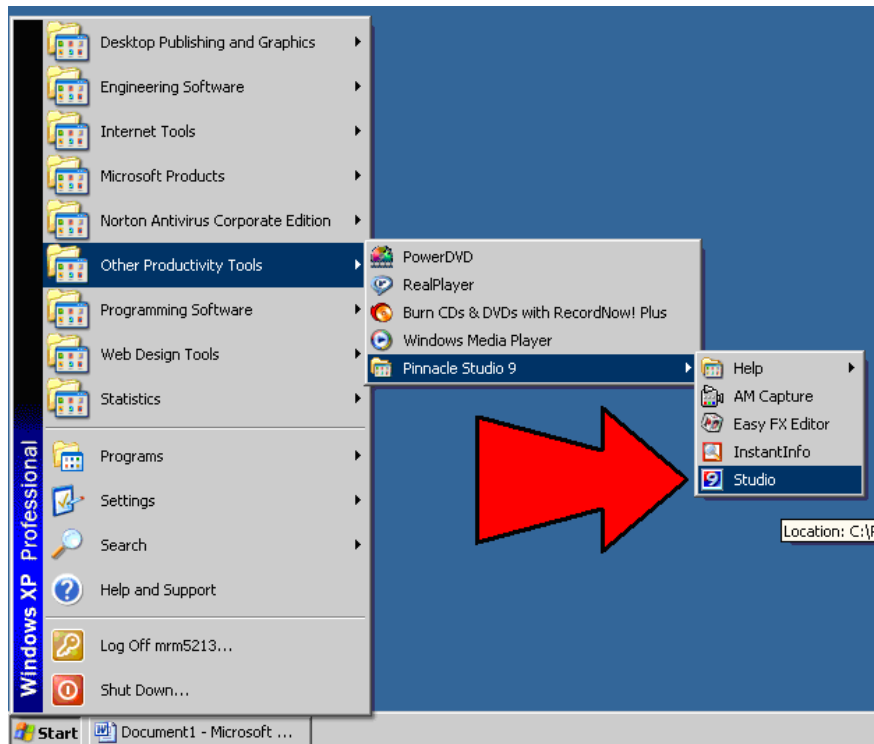 Desktop Publishing and Graphics
Engineering Software
Internet Tools
Microsoft Products
Norton Antivirus Corporate Edition
Other Productivity Tools
Programming Software
Web Design Tools
Statistics
Programs
Settings
Search
Help and Support
Log Off mrm5213...
Shut Down...
Windows XP Professional
PowerDVD
RealPlayer
Burn CDs & DVDs with RecordNow! Plus
Windows Media Player
Pinnacle Studio 9
Help
AM Capture
Easy FX Editor
InstantInfo
9 Studio
Location: C:\P
Start
Document1 - Microsoft ...